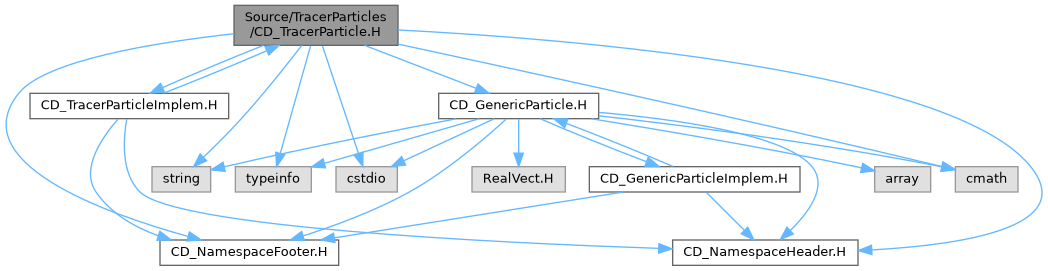 Source/TracerParticles
/CD_TracerParticle.H
CD_TracerParticleImplem.H
CD_GenericParticle.H
string
typeinfo
cstdio
RealVect.H
CD_GenericParticleImplem.H
array
cmath
CD_NamespaceFooter.H
CD_NamespaceHeader.H